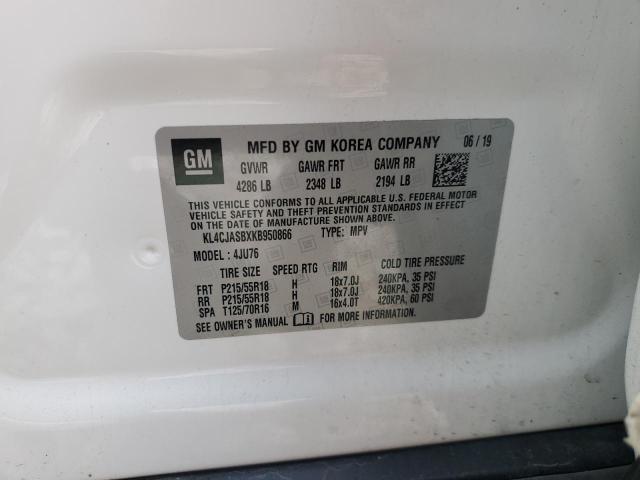 GM
MFD BY GM KOREA COMPANY 06/19
GVWR GAWR FRT GAWR RR
4286 LB 2348 LB 2194 LB
THIS VEHICLE CONFORMS TO ALL APPLICABLE U.S. FEDERAL MOTOR
VEHICLE SAFETY AND THEFT PREVENTION STANDARDS IN
EFFECT ON THE DATE OF MANUFACTURE SHOWN ABOVE.
KL4CJASBXKB950866 TYPE: MPV
MODEL: 4JU76
TIRE SIZE SPEED RTG RIM COLD TIRE PRESSURE
FRT P215/55R18 H 18x7.0J 240KPA, 35 PSI
RR P215/55R18 H 18x7.0J 240KPA, 35 PSI
SPA T125/70R16 M 16x4.0T 420KPA, 60 PSI
SEE OWNER'S MANUAL FOR MORE INFORMATION.